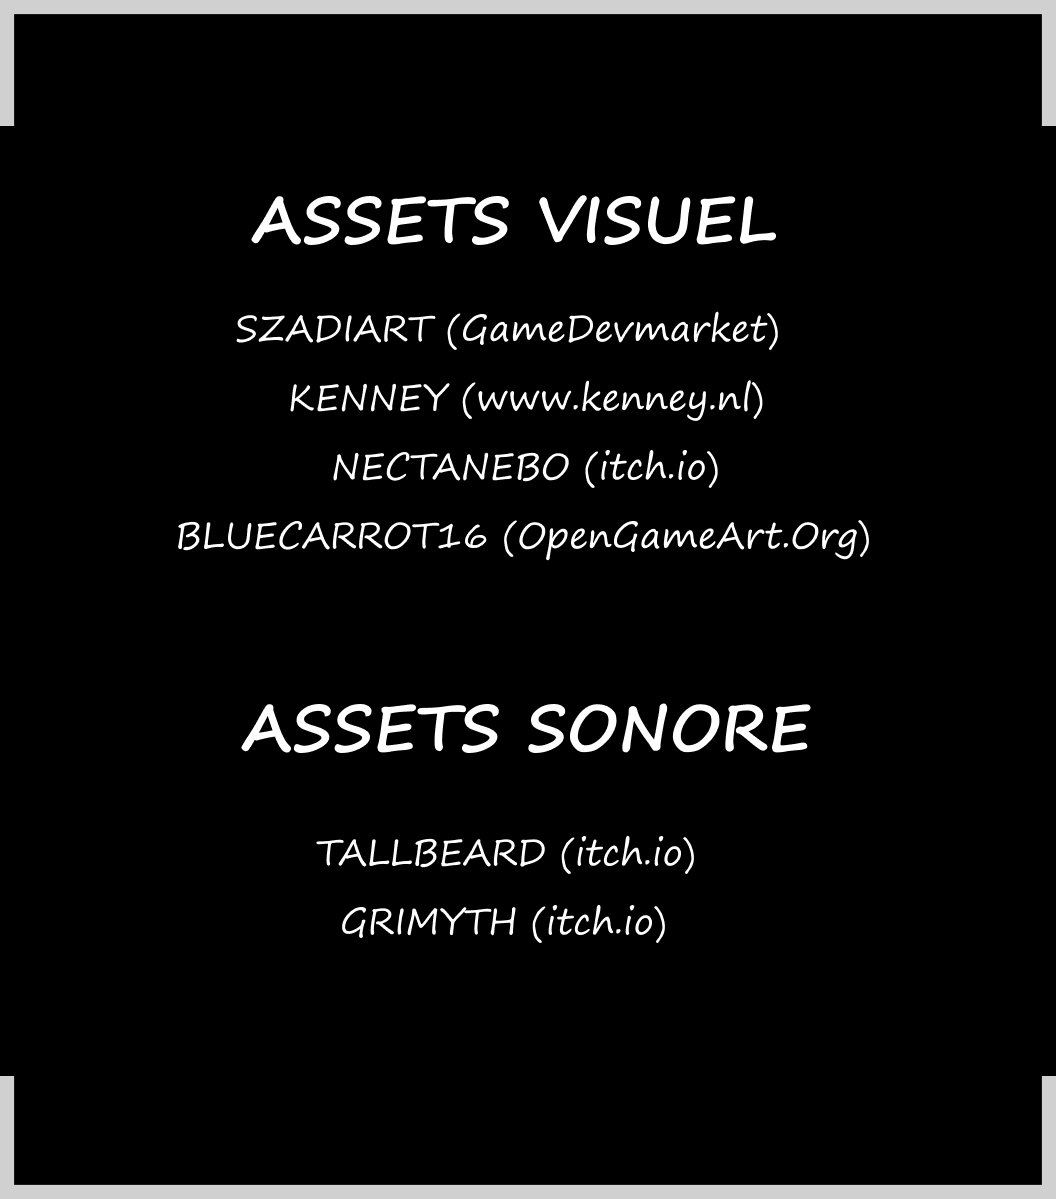 ASSETS VISUEL
SZADIART (GameDevmarket)
KENNEY (www.kenney.nl)
NECTANEBO (itch.io)
BLUECARROT16 (OpenGameArt.Org)
ASSETS SONORE
TALLBEARD (itch.io)
GRIMYTH (itch.io)